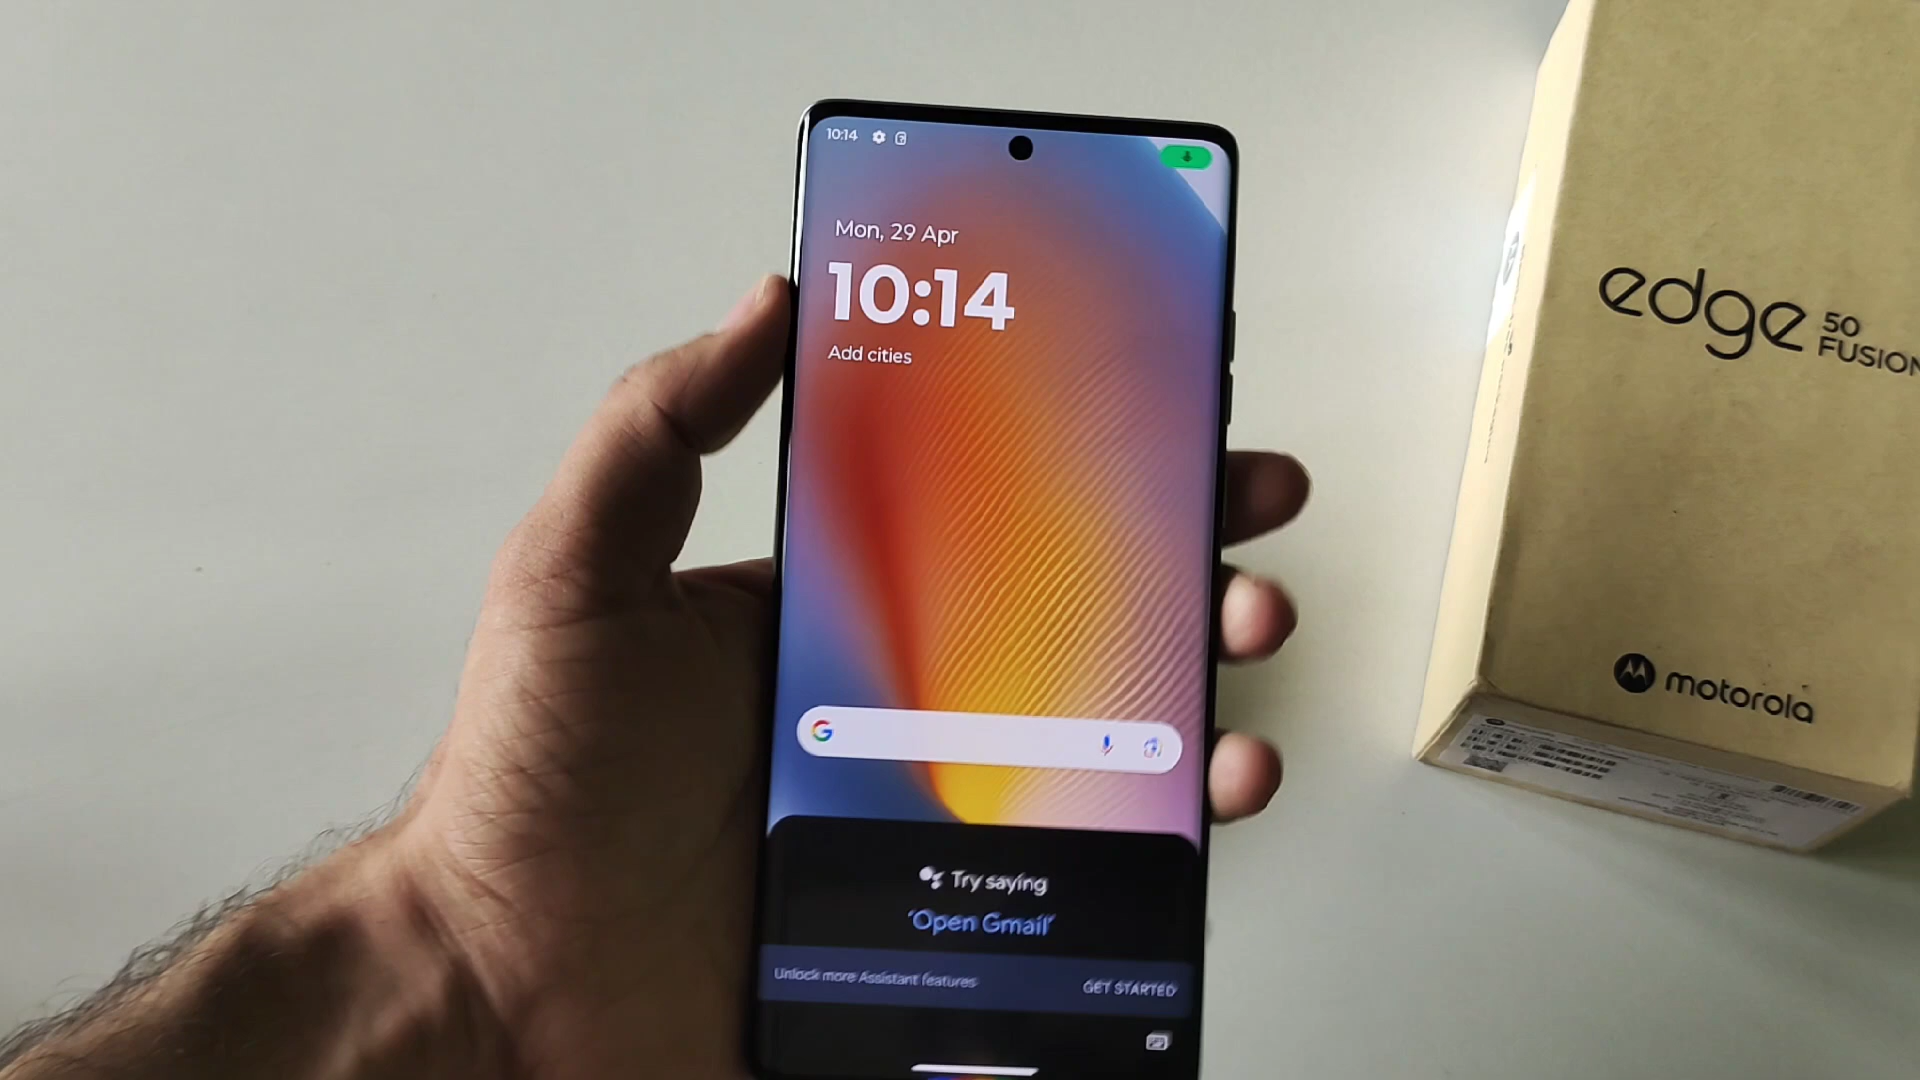 10:14
Mon, 29 Apr
10:14
Add cities
Try saying
'Open Gmail'
Unlock more Assistant features
GET STARTED
edge 50
FUSION
motorola